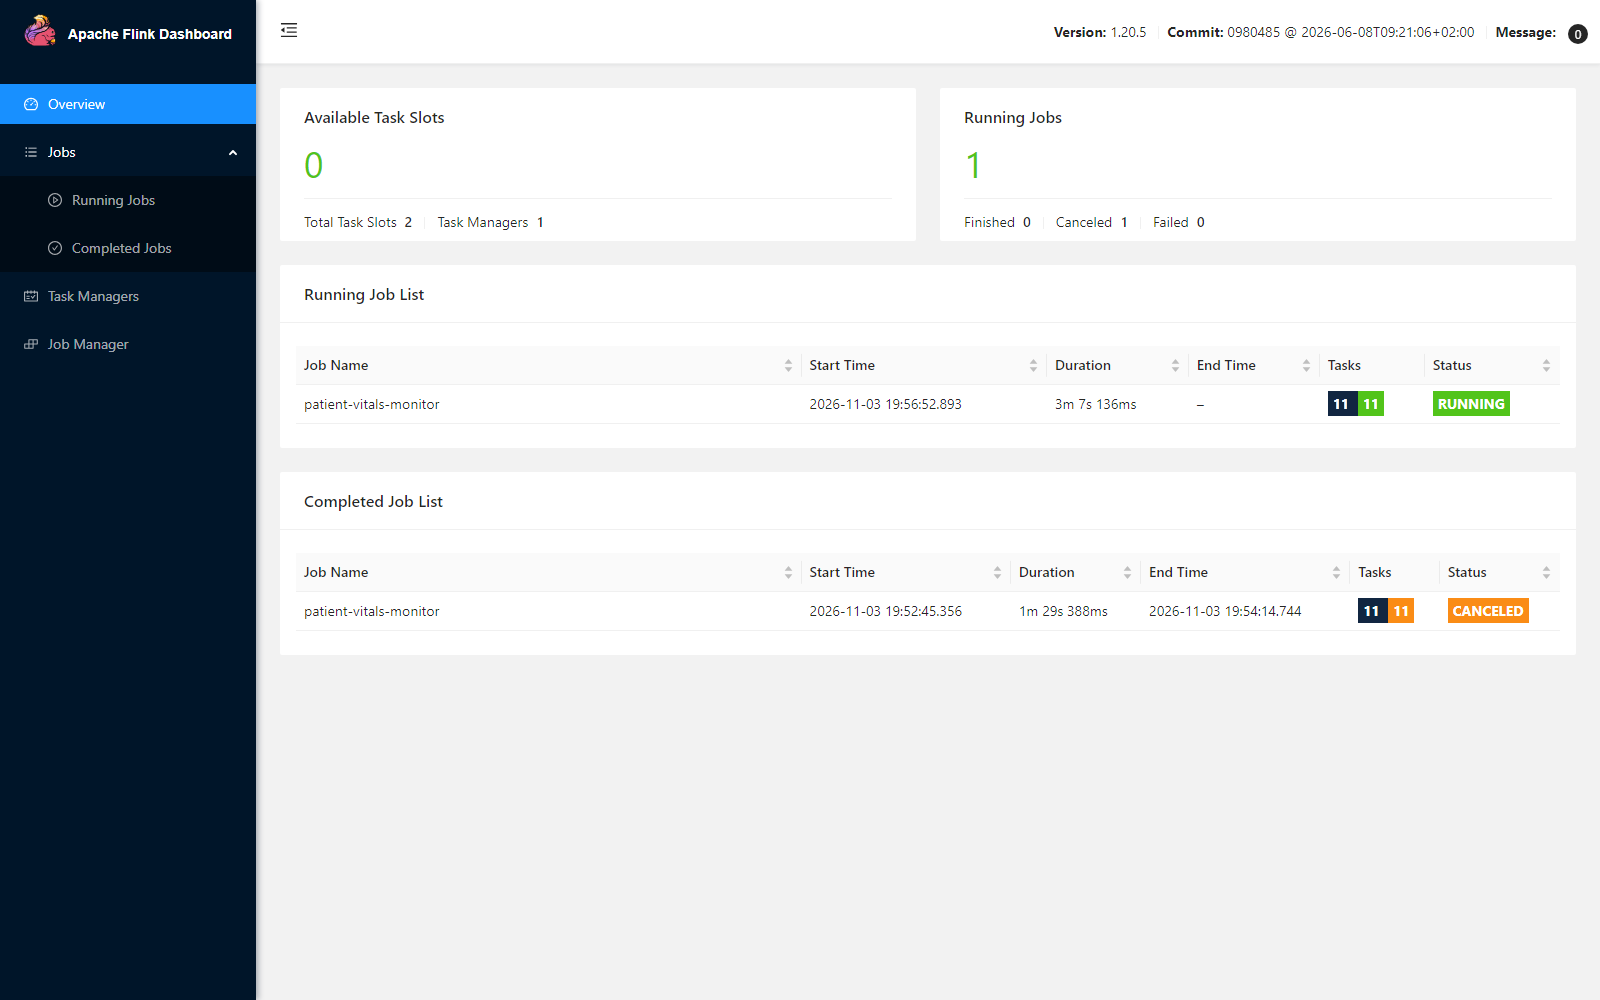 Apache Flink Dashboard
Version: 1.20.5 Commit: 0980485 @ 2026-06-08T09:21:06+02:00 Message: 0
Overview
Jobs
Running Jobs
Completed Jobs
Task Managers
Job Manager
Available Task Slots
0
Total Task Slots 2 Task Managers 1
Running Jobs
1
Finished 0 Canceled 1 Failed 0
Running Job List
Job Name Start Time Duration End Time Tasks Status
patient-vitals-monitor 2026-11-03 19:56:52.893 3m 7s 136ms – 11 11 RUNNING
Completed Job List
Job Name Start Time Duration End Time Tasks Status
patient-vitals-monitor 2026-11-03 19:52:45.356 1m 29s 388ms 2026-11-03 19:54:14.744 11 11 CANCELED